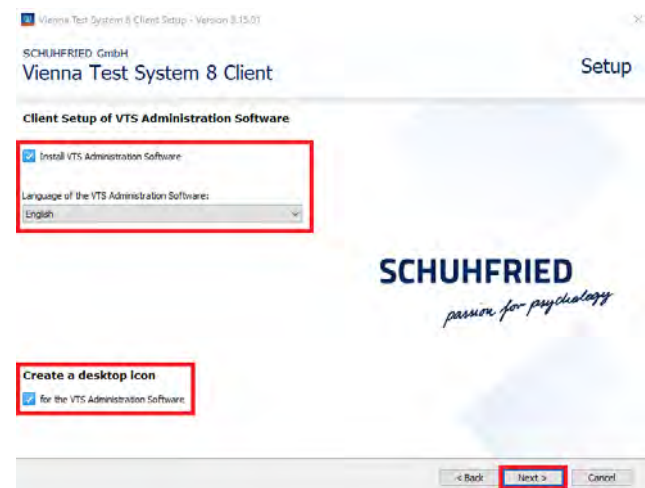 Vienna Test System 8 Client Setup - Version 8.15.01
SCHUHFRIED GmbH
Vienna Test System 8 Client
Setup
Client Setup of VTS Administration Software
Install VTS Administration Software
Language of the VTS Administration Software:
English
SCHUHFRIED
passion for psychology
Create a desktop icon
for the VTS Administration Software
< Back
Next >
Cancel